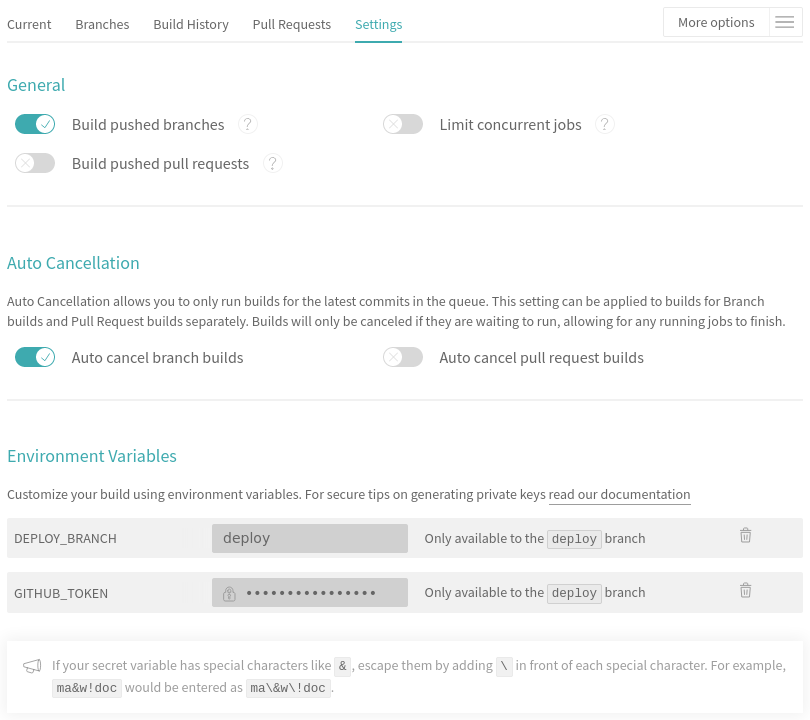 Current Branches Build History Pull Requests Settings More options
General
Build pushed branches ? Limit concurrent jobs ?
Build pushed pull requests ?
Auto Cancellation
Auto Cancellation allows you to only run builds for the latest commits in the queue. This setting can be applied to builds for Branch
builds and Pull Request builds separately. Builds will only be canceled if they are waiting to run, allowing for any running jobs to finish.
Auto cancel branch builds Auto cancel pull request builds
Environment Variables
Customize your build using environment variables. For secure tips on generating private keys read our documentation
DEPLOY_BRANCH deploy Only available to the deploy branch
GITHUB_TOKEN •••••••••••••••• Only available to the deploy branch
If your secret variable has special characters like &, escape them by adding \ in front of each special character. For example,
ma&w!doc would be entered as ma\&w\!doc.